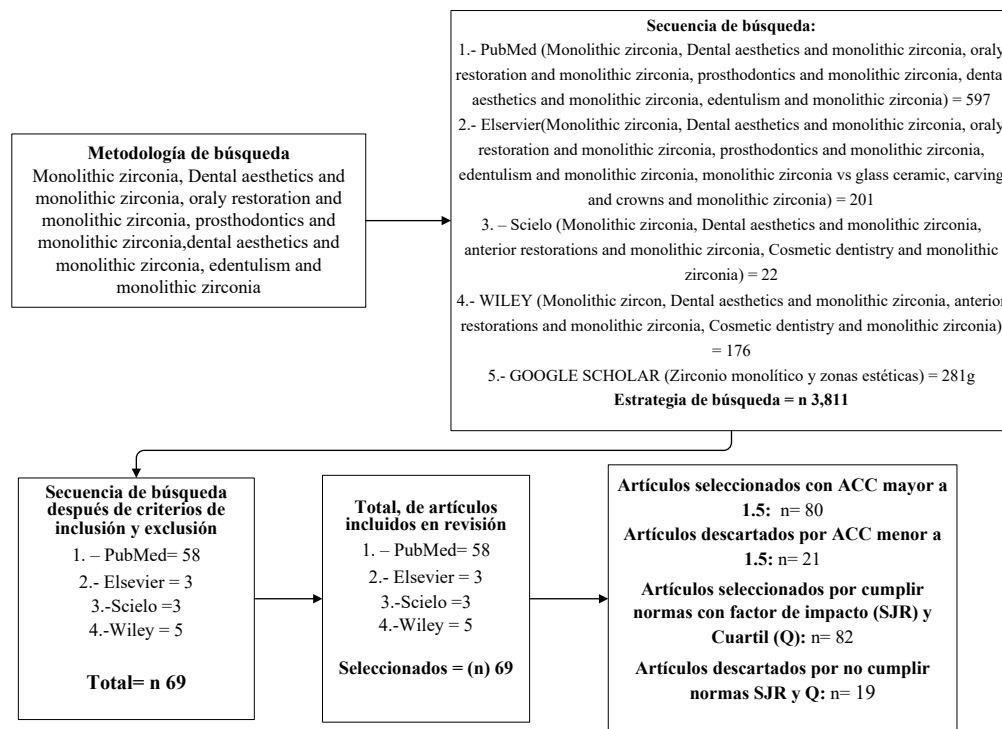 Metodología de búsqueda
Monolithic zirconia, Dental aesthetics and
monolithic zirconia, oraly restoration and
monolithic zirconia, prosthodontics and
monolithic zirconia,dental aesthetics and
monolithic zirconia, edentulism and
monolithic zirconia
Secuencia de búsqueda:
1.- PubMed (Monolithic zirconia, Dental aesthetics and monolithic zirconia, oraly
restoration and monolithic zirconia, prosthodontics and monolithic zirconia, dental
aesthetics and monolithic zirconia, edentulism and monolithic zirconia) = 597
2.- Elservier(Monolithic zirconia, Dental aesthetics and monolithic zirconia, oraly
restoration and monolithic zirconia, prosthodontics and monolithic zirconia,
edentulism and monolithic zirconia, monolithic zirconia vs glass ceramic, carving
and crowns and monolithic zirconia) = 201
3. – Scielo (Monolithic zirconia, Dental aesthetics and monolithic zirconia,
anterior restorations and monolithic zirconia, Cosmetic dentistry and monolithic
zirconia) = 22
4.- WILEY (Monolithic zircon, Dental aesthetics and monolithic zirconia, anterior
restorations and monolithic zirconia, Cosmetic dentistry and monolithic zirconia)
= 176
5.- GOOGLE SCHOLAR (Zirconio monolítico y zonas estéticas) = 281g
Estrategia de búsqueda = n 3,811
Secuencia de búsqueda
después de criterios de
inclusión y exclusión
1. – PubMed= 58
2.- Elsevier = 3
3.-Scielo =3
4.-Wiley = 5
Total= n 69
Total, de artículos
incluidos en revisión
1. – PubMed= 58
2.- Elsevier = 3
3.-Scielo =3
4.-Wiley = 5
Seleccionados = (n) 69
Artículos seleccionados con ACC mayor a
1.5: n= 80
Artículos descartados por ACC menor a
1.5: n= 21
Artículos seleccionados por cumplir
normas con factor de impacto (SJR) y
Cuartil (Q): n= 82
Artículos descartados por no cumplir
normas SJR y Q: n= 19